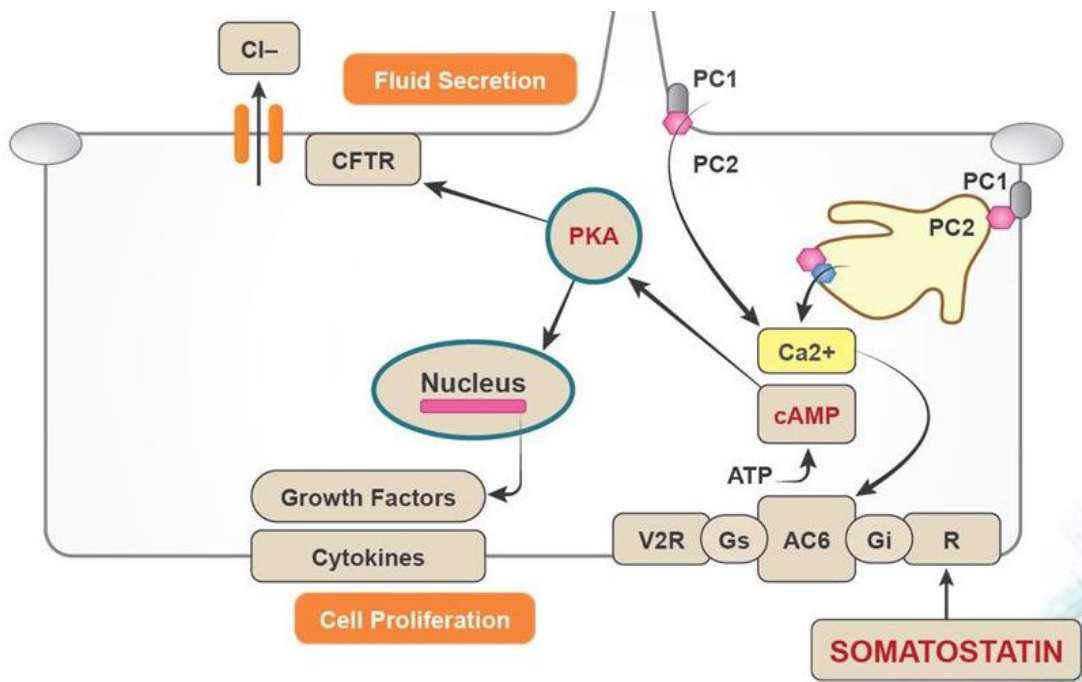 Cl–
Fluid Secretion
PC1
CFTR
PC2
PC1
PKA
PC2
Ca2+
Nucleus
cAMP
ATP
Growth Factors
V2R
Gs
AC6
Gi
R
Cytokines
Cell Proliferation
SOMATOSTATIN